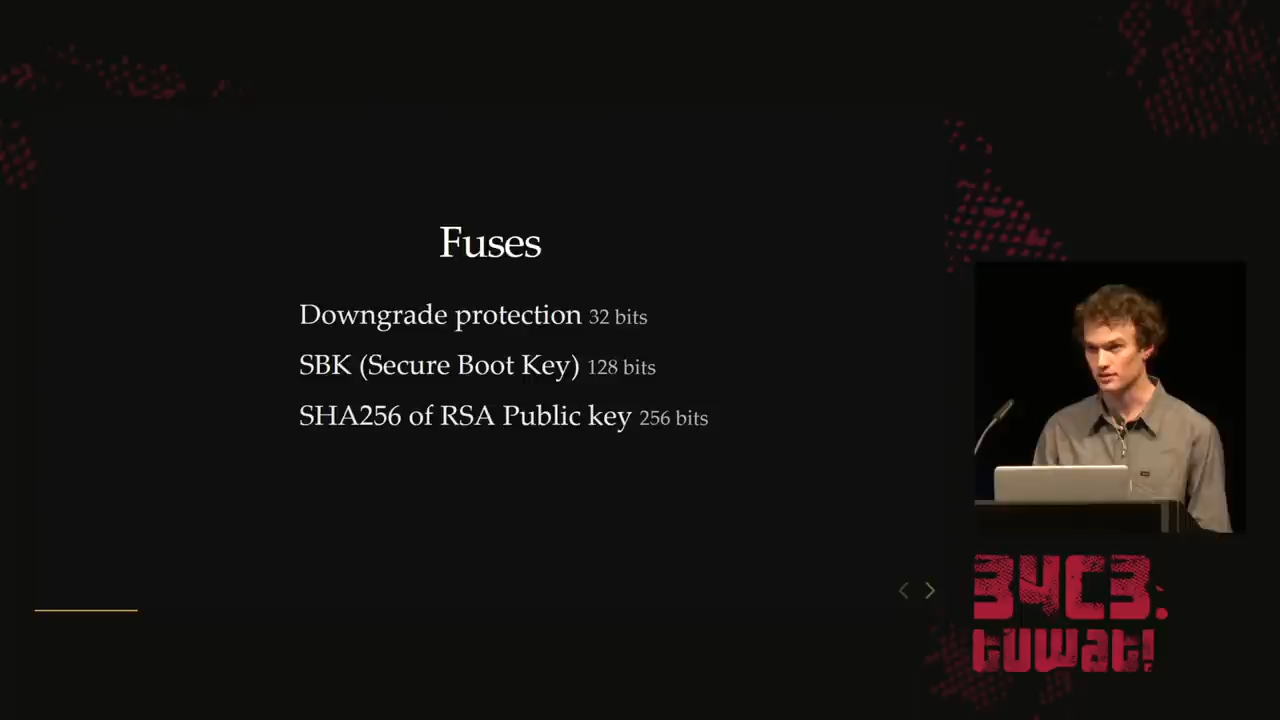 Fuses
Downgrade protection 32 bits
SBK (Secure Boot Key) 128 bits
SHA256 of RSA Public key 256 bits
34C3.
tuwat!